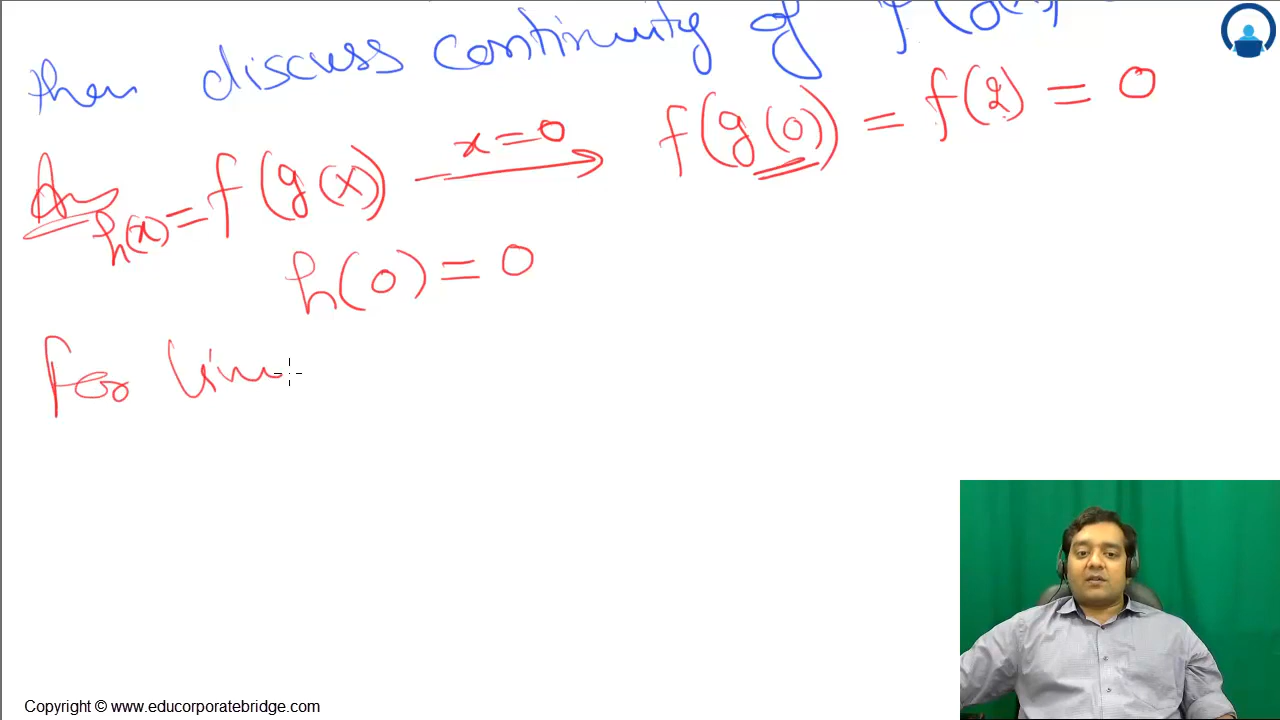 then discuss continuity of f(g(x))
Ans h(x) = f(g(x)) x=0 → f(g(0)) = f(2) = 0
h(0) = 0
for lim
Copyright © www.educorporatebridge.com